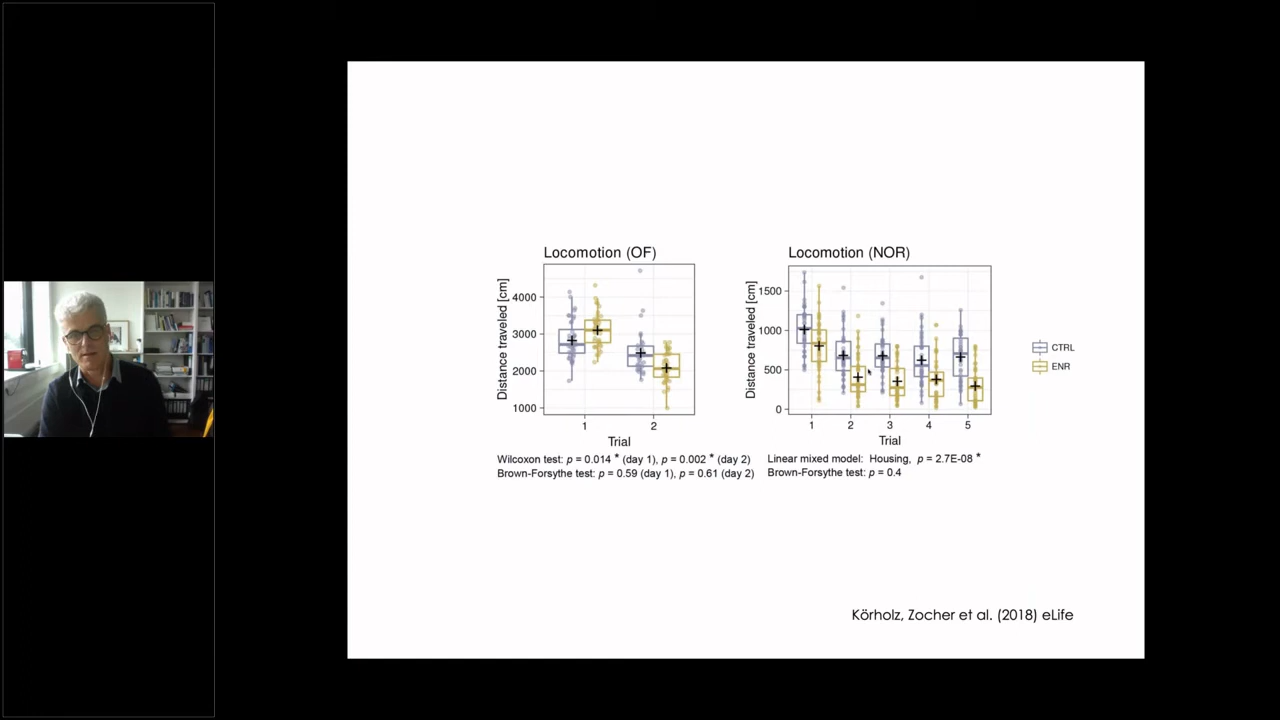 Locomotion (OF)
Distance traveled [cm]
4000
3000
2000
1000
1 2
Trial
Wilcoxon test: p = 0.014 * (day 1), p = 0.002 * (day 2)
Brown-Forsythe test: p = 0.59 (day 1), p = 0.61 (day 2)
Locomotion (NOR)
Distance traveled [cm]
1500
1000
500
0
1 2 3 4 5
Trial
Linear mixed model: Housing, p = 2.7E-08 *
Brown-Forsythe test: p = 0.4
CTRL
ENR
Körholz, Zocher et al. (2018) eLife